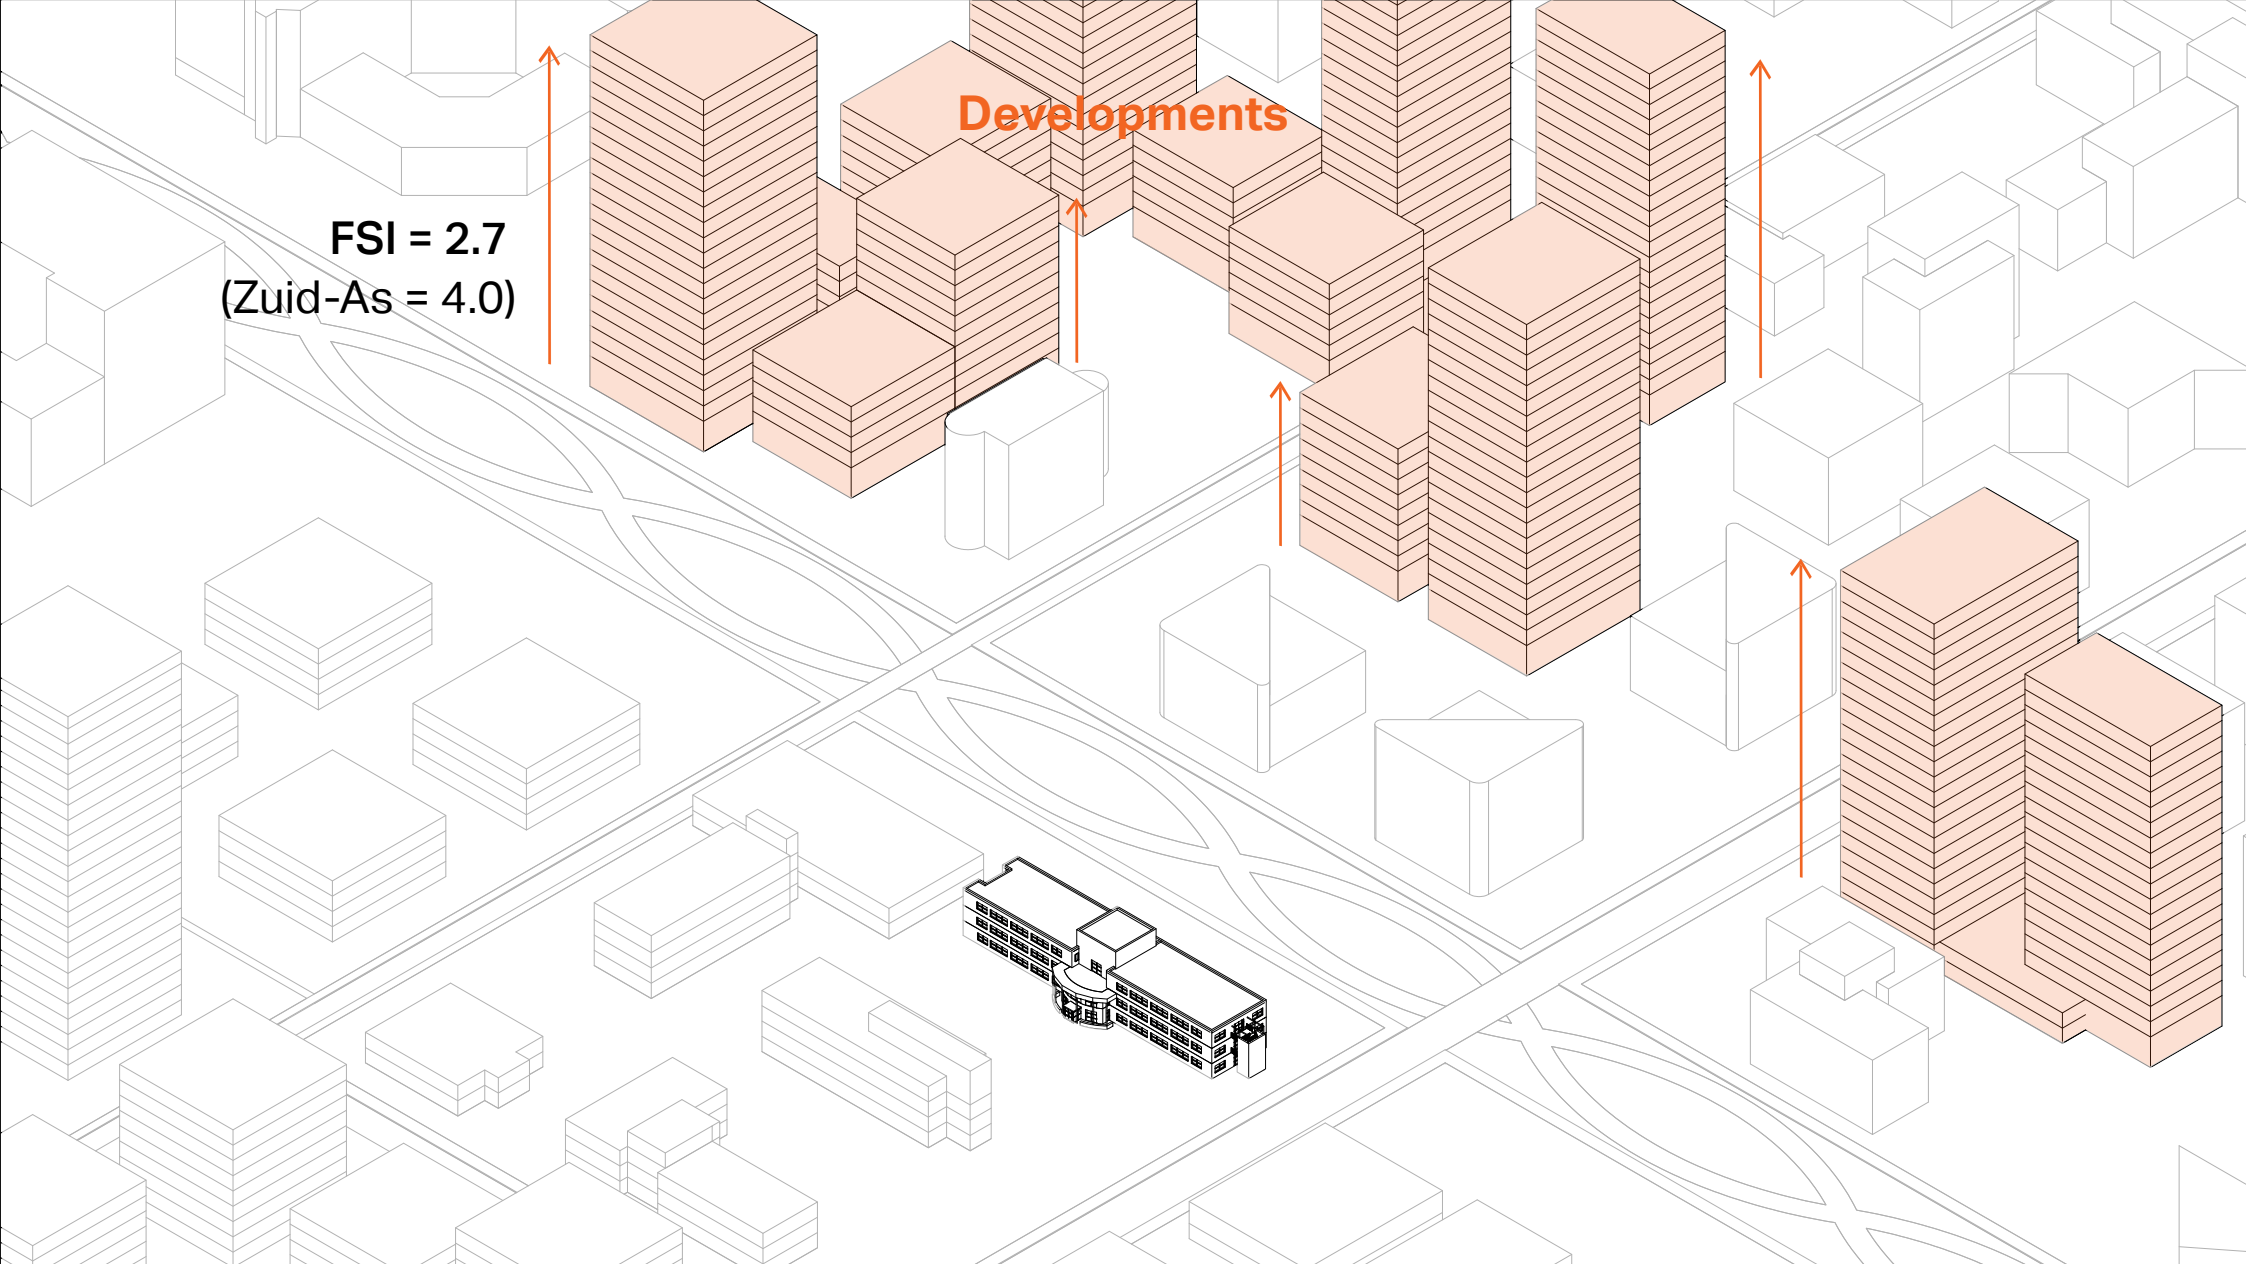 Developments
FSI = 2.7
(Zuid-As = 4.0)